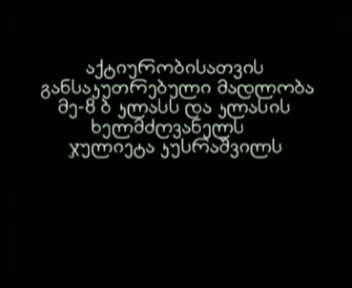 აქტიურობისათვის
განსაკუთრებული მადლობა
მე-8 ბ კლასს და კლასის
ხელმძღვანელს
ჯულიეტა კუსრაშვილს